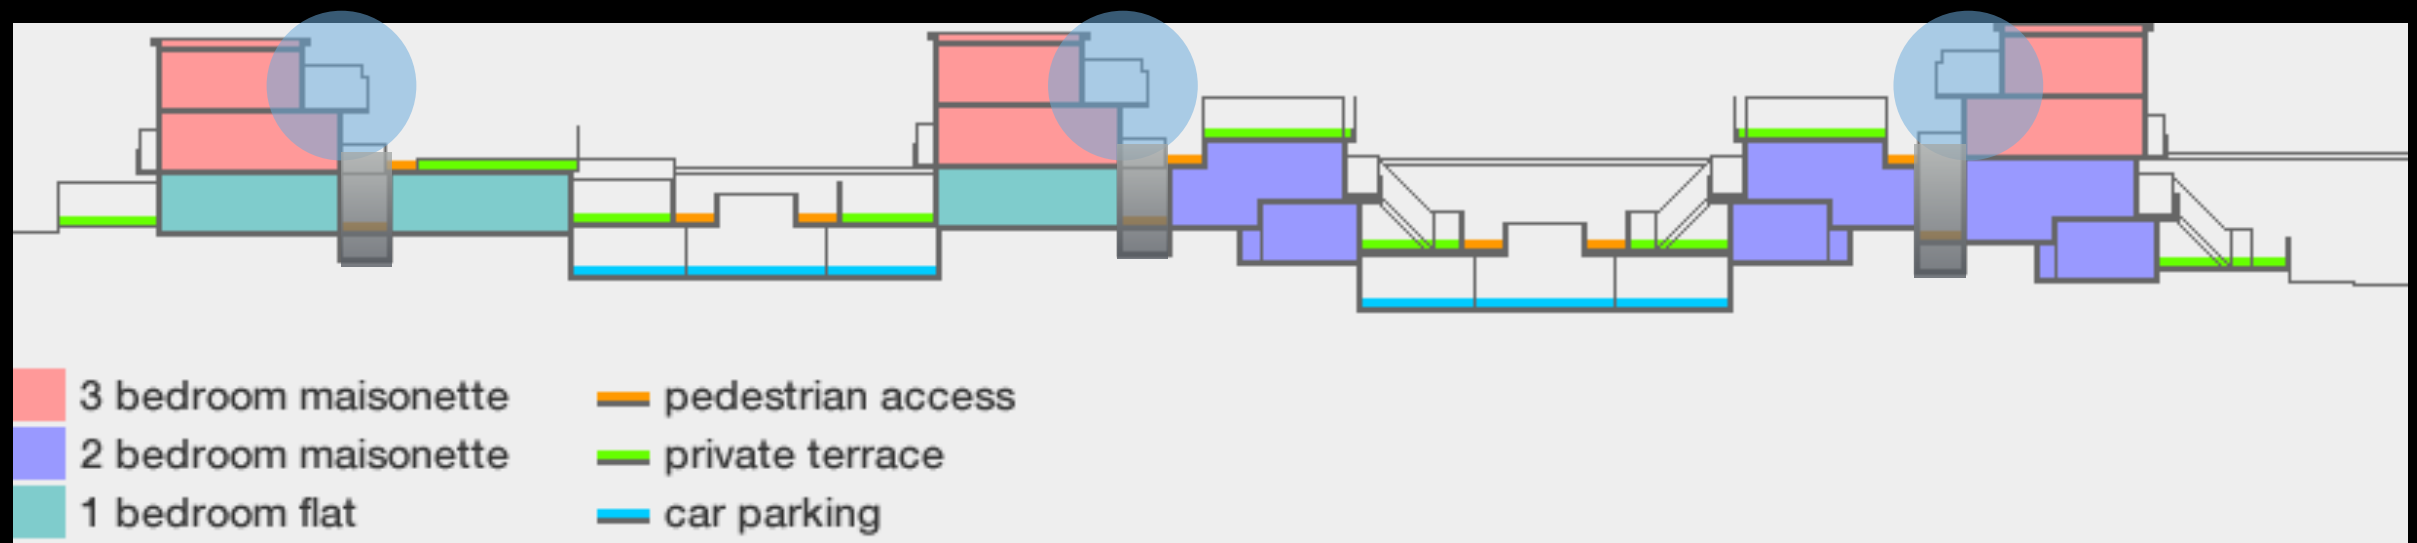 3 bedroom maisonette
2 bedroom maisonette
1 bedroom flat
pedestrian access
private terrace
car parking